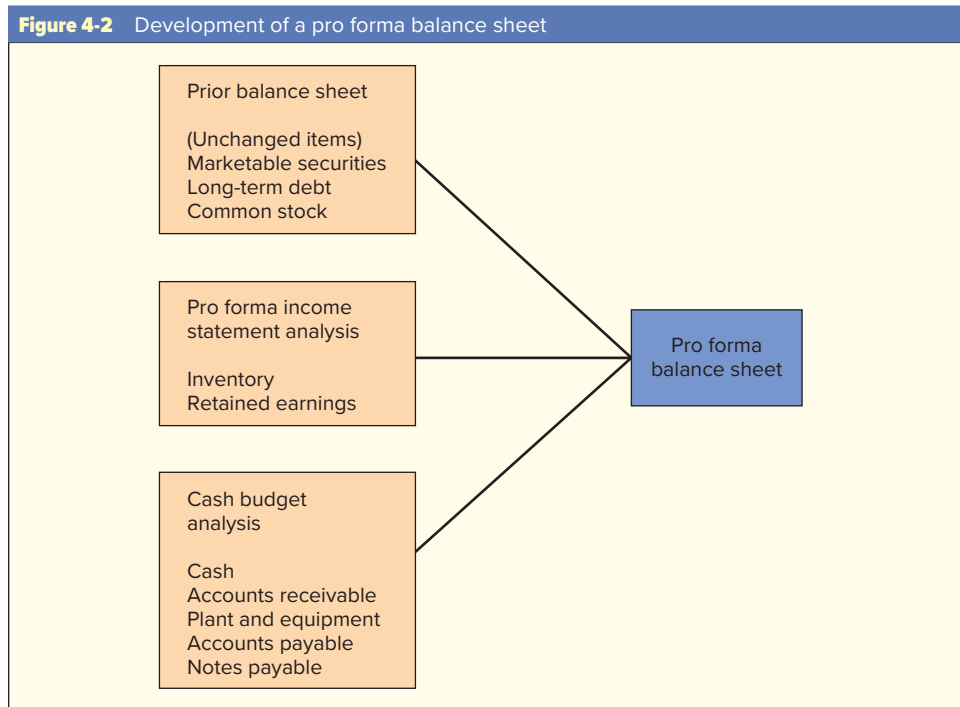 Figure 4-2 Development of a pro forma balance sheet
Prior balance sheet
(Unchanged items)
Marketable securities
Long-term debt
Common stock
Pro forma income
statement analysis
Inventory
Retained earnings
Pro forma
balance sheet
Cash budget
analysis
Cash
Accounts receivable
Plant and equipment
Accounts payable
Notes payable